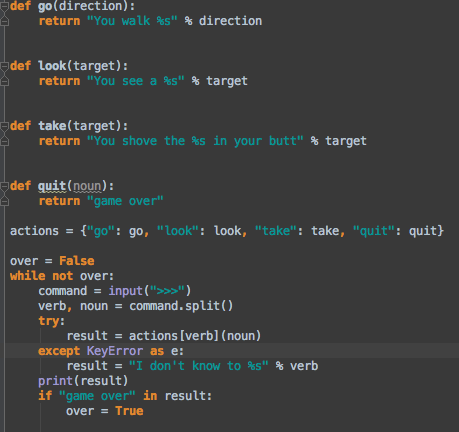 def go(direction):
    return "You walk %s" % direction
def look(target):
    return "You see a %s" % target
def take(target):
    return "You shove the %s in your butt" % target
def quit(noun):
    return "game over"
actions = {"go": go, "look": look, "take": take, "quit": quit}
over = False
while not over:
    command = input(">>>")
    verb, noun = command.split()
    try:
        result = actions[verb](noun)
    except KeyError as e:
        result = "I don't know to %s" % verb
    print(result)
    if "game over" in result:
        over = True